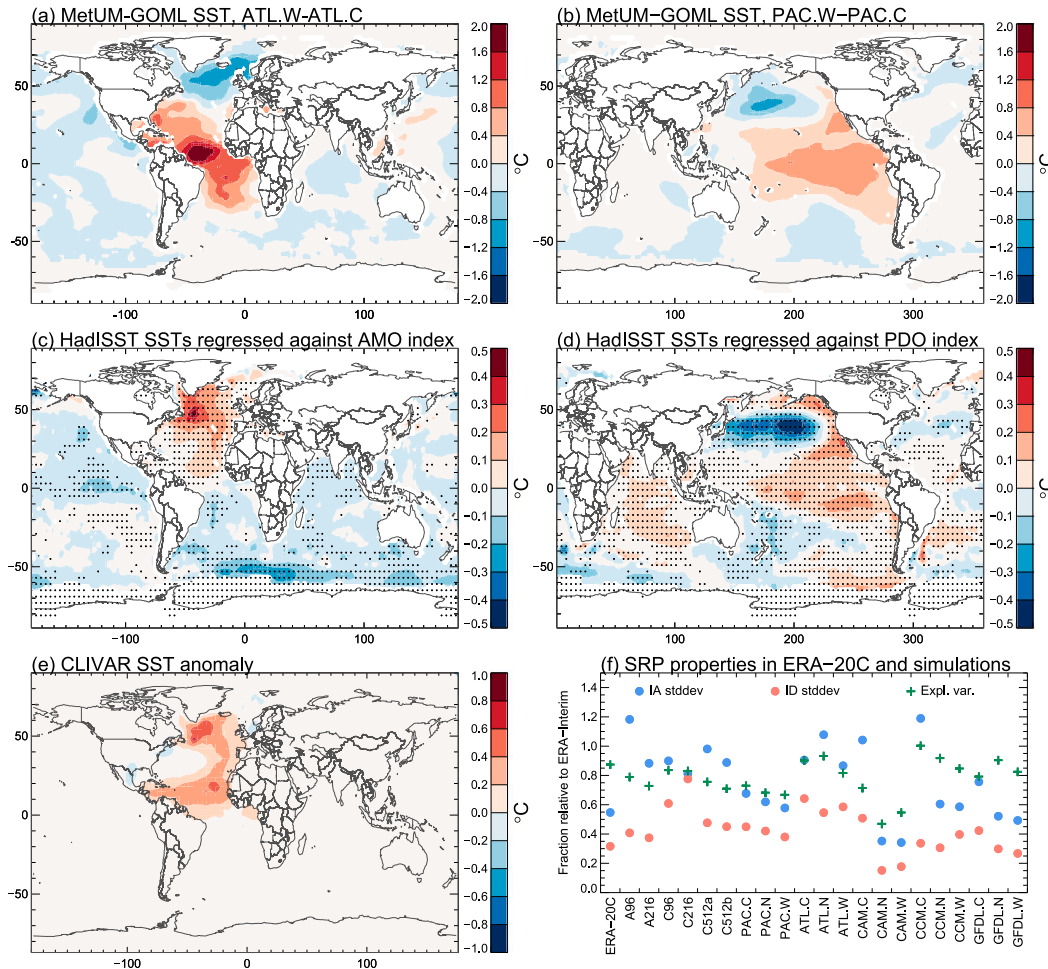 (a) MetUM-GOML SST, ATL.W-ATL.C
(b) MetUM−GOML SST, PAC.W−PAC.C
50
0
−50
−100
0
100
2.0
1.6
1.2
0.8
0.4
0.0
−0.4
−0.8
−1.2
−1.6
−2.0
°C
50
0
−50
100
200
300
2.0
1.6
1.2
0.8
0.4
0.0
−0.4
−0.8
−1.2
−1.6
−2.0
°C
(c) HadISST SSTs regressed against AMO index
(d) HadISST SSTs regressed against PDO index
50
0
−50
−100
0
100
0.5
0.4
0.3
0.2
0.1
0.0
−0.1
−0.2
−0.3
−0.4
−0.5
°C
50
0
−50
100
200
300
0.5
0.4
0.3
0.2
0.1
0.0
−0.1
−0.2
−0.3
−0.4
−0.5
°C
(e) CLIVAR SST anomaly
50
0
−50
−100
0
100
1.0
0.8
0.6
0.4
0.2
0.0
−0.2
−0.4
−0.6
−0.8
−1.0
°C
(f) SRP properties in ERA−20C and simulations
IA stddev
ID stddev
Expl. var.
Fraction relative to ERA−Interim
1.4
1.2
1.0
0.8
0.6
0.4
0.2
0.0
ERA−20C
A96
A216
C96
C216
C512a
C512b
PAC.C
PAC.N
PAC.W
ATL.C
ATL.N
ATL.W
CAM.C
CAM.N
CAM.W
CCM.C
CCM.N
CCM.W
GFDL.C
GFDL.N
GFDL.W